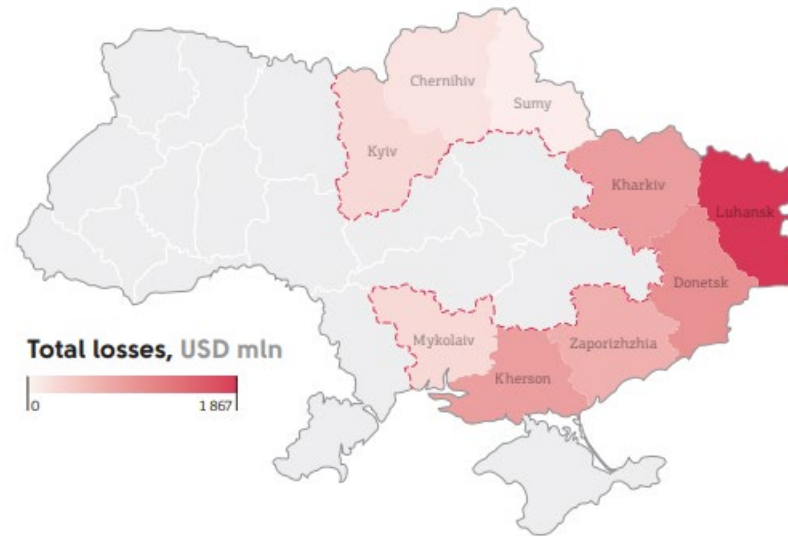 Chernihiv
Sumy
Kyiv
Kharkiv
Luhansk
Donetsk
Mykolaiv
Zaporizhzhia
Kherson
Total losses, USD mln
0
1 867